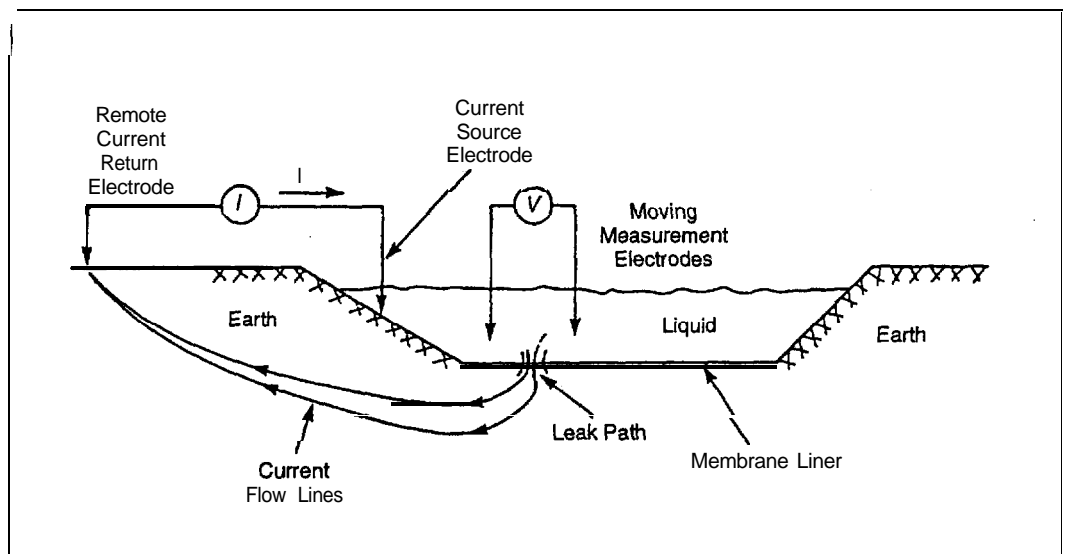 Remote
Current
Return
Electrode
Current
Source
Electrode
I
I
V
Moving
Measurement
Electrodes
Earth
Liquid
Earth
Leak Path
Membrane Liner
Current
Flow Lines